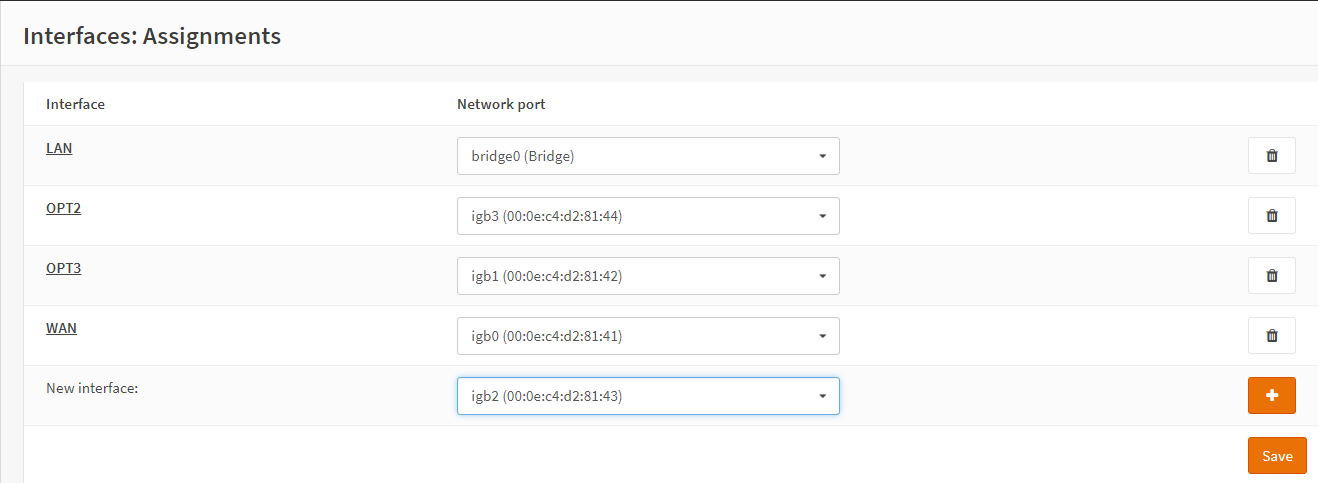 Interfaces: Assignments
Interface Network port
LAN bridge0 (Bridge)
OPT2 igb3 (00:0e:c4:d2:81:44)
OPT3 igb1 (00:0e:c4:d2:81:42)
WAN igb0 (00:0e:c4:d2:81:41)
New interface: igb2 (00:0e:c4:d2:81:43)
Save